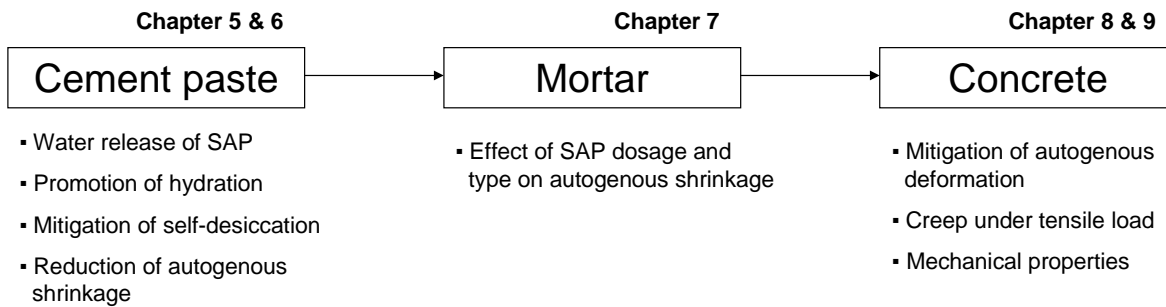 Chapter 5 & 6
Cement paste
▪ Water release of SAP
▪ Promotion of hydration
▪ Mitigation of self-desiccation
▪ Reduction of autogenous
shrinkage
Chapter 7
Mortar
▪ Effect of SAP dosage and
type on autogenous shrinkage
Chapter 8 & 9
Concrete
▪ Mitigation of autogenous
deformation
▪ Creep under tensile load
▪ Mechanical properties